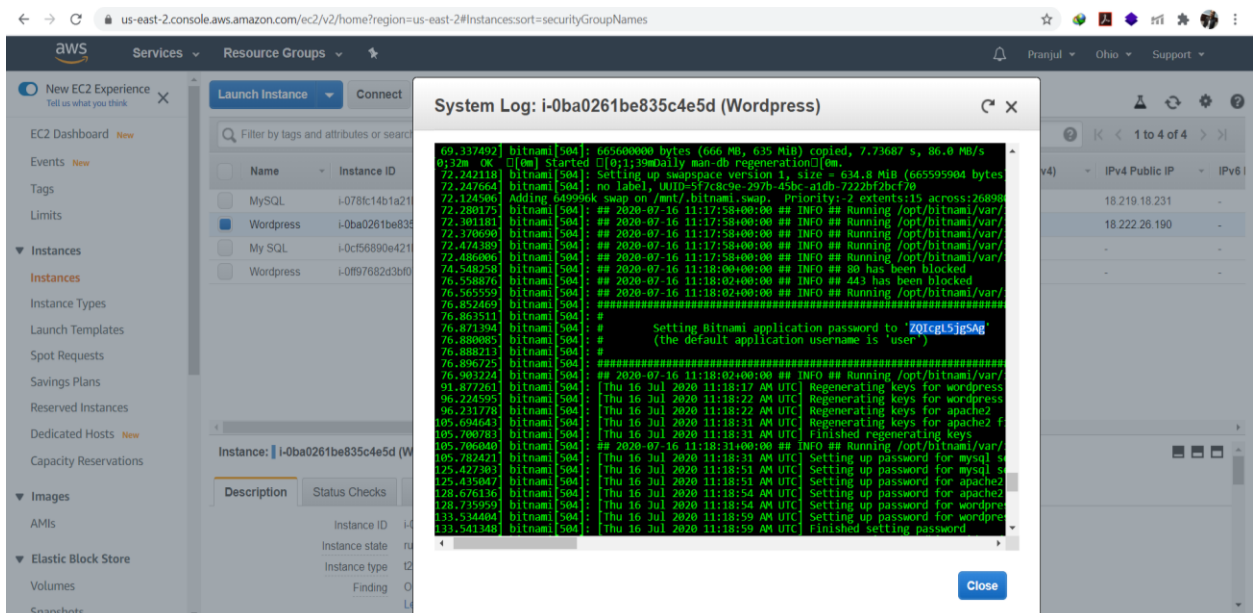 us-east-2.console.aws.amazon.com/ec2/v2/home?region=us-east-2#Instances:sort=securityGroupNames
aws Services Resource Groups Pranjul Ohio Support
New EC2 Experience
Tell us what you think
EC2 Dashboard New
Events New
Tags
Limits
Instances
Instances
Instance Types
Launch Templates
Spot Requests
Savings Plans
Reserved Instances
Dedicated Hosts New
Capacity Reservations
Images
AMIs
Elastic Block Store
Volumes
Snapshots
Launch Instance Connect
Filter by tags and attributes or search
1 to 4 of 4
Name Instance ID v4) IPv4 Public IP IPv6
MySQL i-078fc14b1a21 18.219.18.231 -
Wordpress i-0ba0261be835 18.222.26.190 -
My SQL i-0cf56890e421 - -
Wordpress i-0ff97682d3bf0 - -
Instance: i-0ba0261be835c4e5d (W
Description Status Checks
Instance ID
Instance state ru
Instance type t2
Finding
System Log: i-0ba0261be835c4e5d (Wordpress)
69.337492] bitnami[504]: 665600000 bytes (666 MB, 635 MiB) copied, 7.73687 s, 86.0 MB/s
0;32m OK [0m] Started [0;1;39mDaily man-db regeneration[0m.
72.242118] bitnami[504]: Setting up swapspace version 1, size = 634.8 MiB (665595904 bytes
72.247664] bitnami[504]: no label, UUID=5f7c8c9e-297b-45bc-a1db-7222bf2bcf70
72.124506] Adding 649996k swap on /mnt/.bitnami.swap. Priority:-2 extents:15 across:26898
72.280175] bitnami[504]: ## 2020-07-16 11:17:58+00:00 ## INFO ## Running /opt/bitnami/var/
72.301181] bitnami[504]: ## 2020-07-16 11:17:58+00:00 ## INFO ## Running /opt/bitnami/var/
72.370690] bitnami[504]: ## 2020-07-16 11:17:58+00:00 ## INFO ## Running /opt/bitnami/var/
72.474389] bitnami[504]: ## 2020-07-16 11:17:58+00:00 ## INFO ## Running /opt/bitnami/var/
72.486006] bitnami[504]: ## 2020-07-16 11:17:58+00:00 ## INFO ## Running /opt/bitnami/var/
74.548258] bitnami[504]: ## 2020-07-16 11:18:00+00:00 ## INFO ## 80 has been blocked
76.558876] bitnami[504]: ## 2020-07-16 11:18:02+00:00 ## INFO ## 443 has been blocked
76.565559] bitnami[504]: ## 2020-07-16 11:18:02+00:00 ## INFO ## Running /opt/bitnami/var/
76.852469] bitnami[504]: #########################################################################
76.863511] bitnami[504]: #
76.871394] bitnami[504]: # Setting Bitnami application password to 'ZQIcgL5jgSAg'
76.880085] bitnami[504]: # (the default application username is 'user')
76.888213] bitnami[504]: #
76.896725] bitnami[504]: #########################################################################
76.903224] bitnami[504]: ## 2020-07-16 11:18:02+00:00 ## INFO ## Running /opt/bitnami/var/
91.877261] bitnami[504]: [Thu 16 Jul 2020 11:18:17 AM UTC] Regenerating keys for wordpress
96.224595] bitnami[504]: [Thu 16 Jul 2020 11:18:22 AM UTC] Regenerating keys for wordpress
96.231778] bitnami[504]: [Thu 16 Jul 2020 11:18:22 AM UTC] Regenerating keys for apache2
105.694643] bitnami[504]: [Thu 16 Jul 2020 11:18:31 AM UTC] Regenerating keys for apache2 f
105.700783] bitnami[504]: [Thu 16 Jul 2020 11:18:31 AM UTC] Finished regenerating keys
105.706040] bitnami[504]: ## 2020-07-16 11:18:31+00:00 ## INFO ## Running /opt/bitnami/var/
105.782421] bitnami[504]: [Thu 16 Jul 2020 11:18:31 AM UTC] Setting up password for mysql s
125.427303] bitnami[504]: [Thu 16 Jul 2020 11:18:51 AM UTC] Setting up password for mysql s
125.435047] bitnami[504]: [Thu 16 Jul 2020 11:18:51 AM UTC] Setting up password for apache2
128.676136] bitnami[504]: [Thu 16 Jul 2020 11:18:54 AM UTC] Setting up password for apache2
128.735959] bitnami[504]: [Thu 16 Jul 2020 11:18:54 AM UTC] Setting up password for wordpre
133.534404] bitnami[504]: [Thu 16 Jul 2020 11:18:59 AM UTC] Setting up password for wordpre
133.541348] bitnami[504]: [Thu 16 Jul 2020 11:18:59 AM UTC] Finished setting password
Close